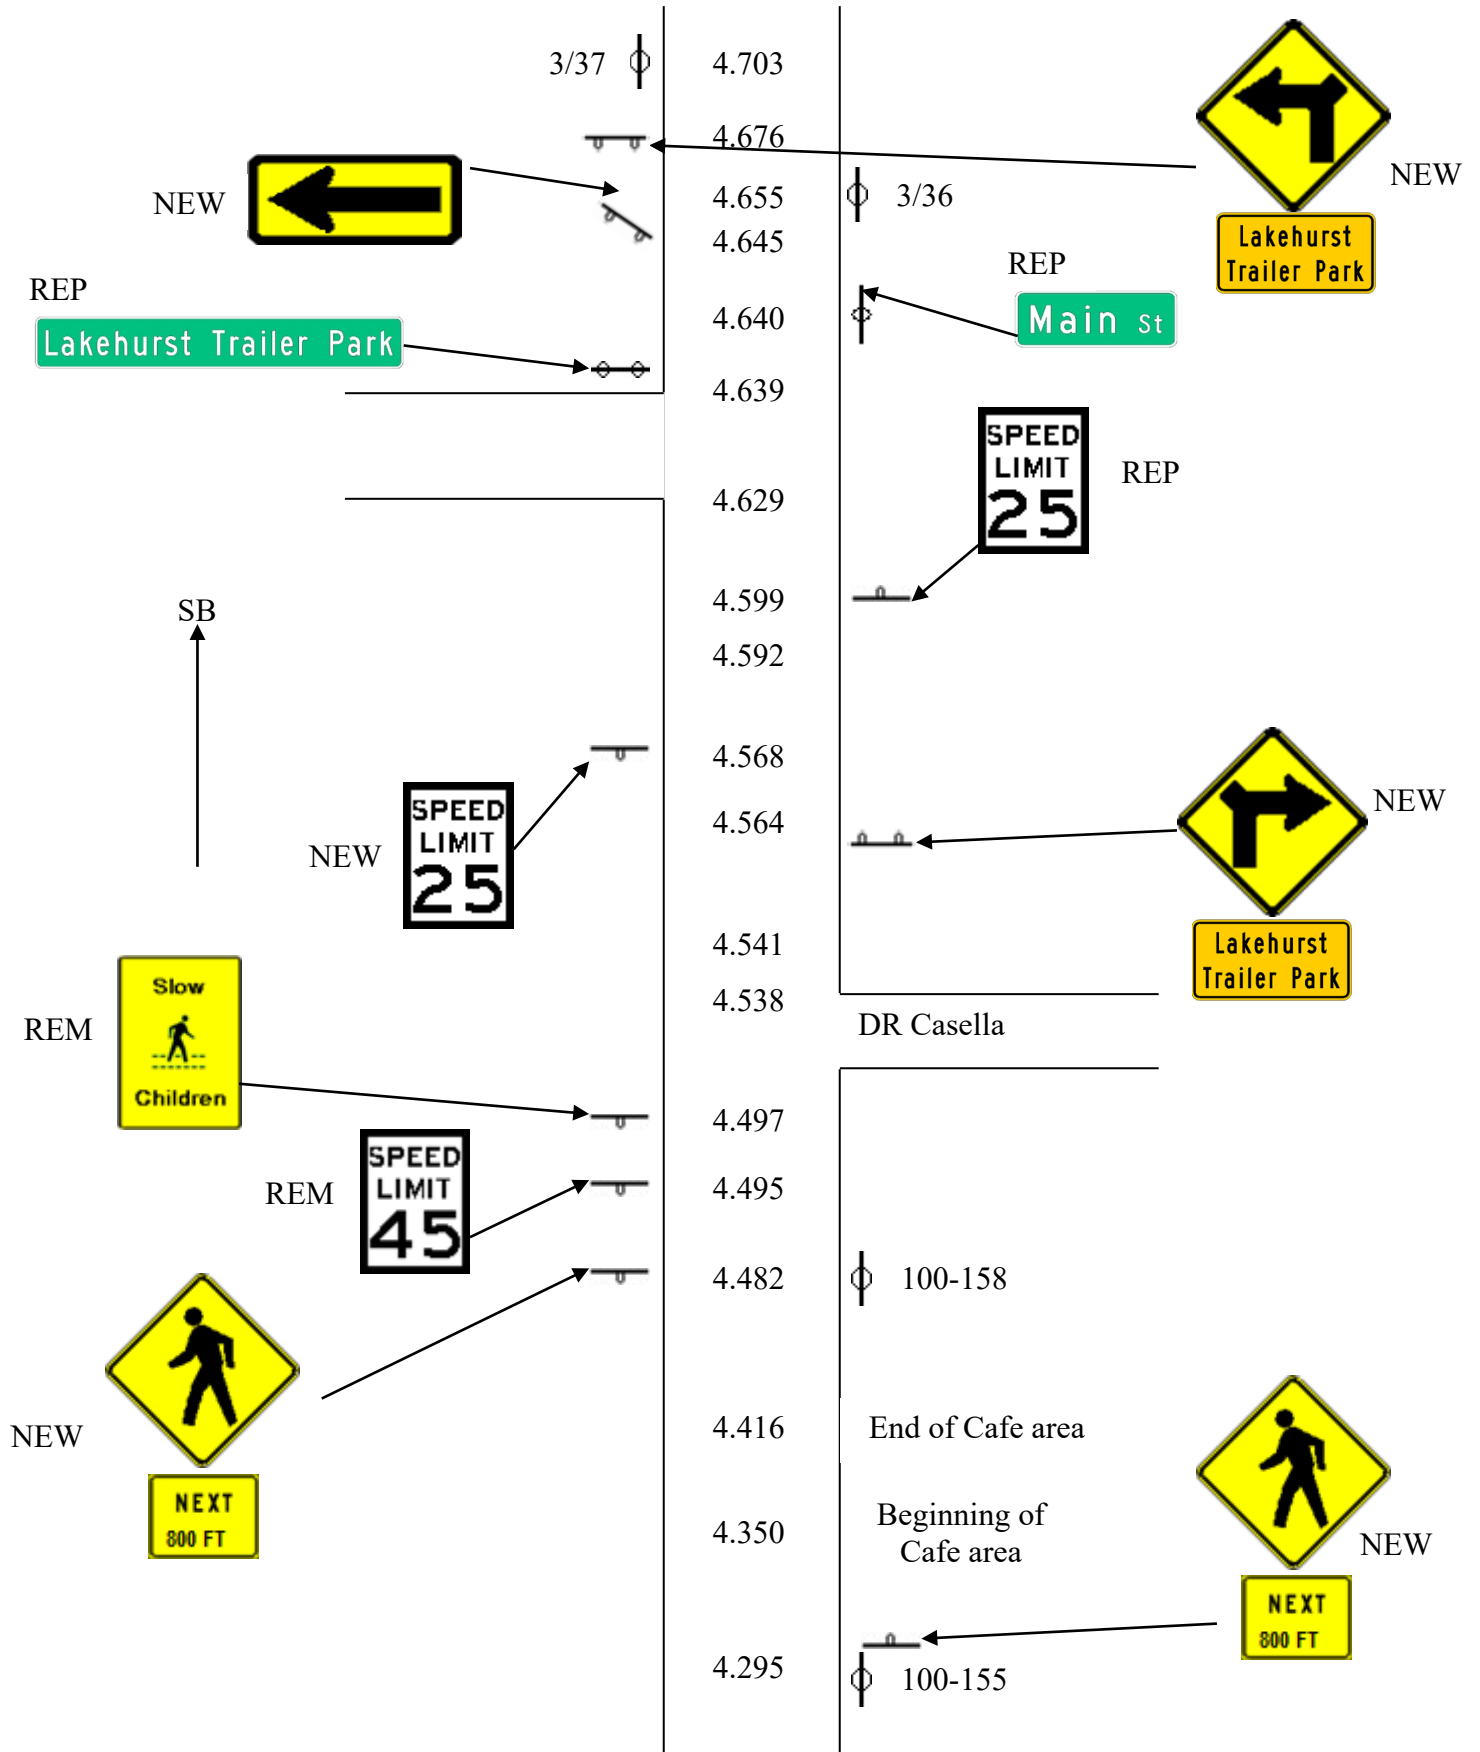 3/37
4.703
4.676
NEW
NEW
4.655
3/36
Lakehurst
Trailer Park
4.645
REP
REP
Lakehurst Trailer Park
4.640
Main St
4.639
SPEED
LIMIT
25
REP
4.629
SB
4.599
4.592
4.568
SPEED
LIMIT
25
NEW
4.564
NEW
4.541
Lakehurst
Trailer Park
Slow
Children
REM
4.538
DR Casella
4.497
SPEED
LIMIT
45
REM
4.495
4.482
100-158
NEW
4.416
End of Cafe area
NEXT
800 FT
4.350
Beginning of
Cafe area
NEW
NEXT
800 FT
4.295
100-155